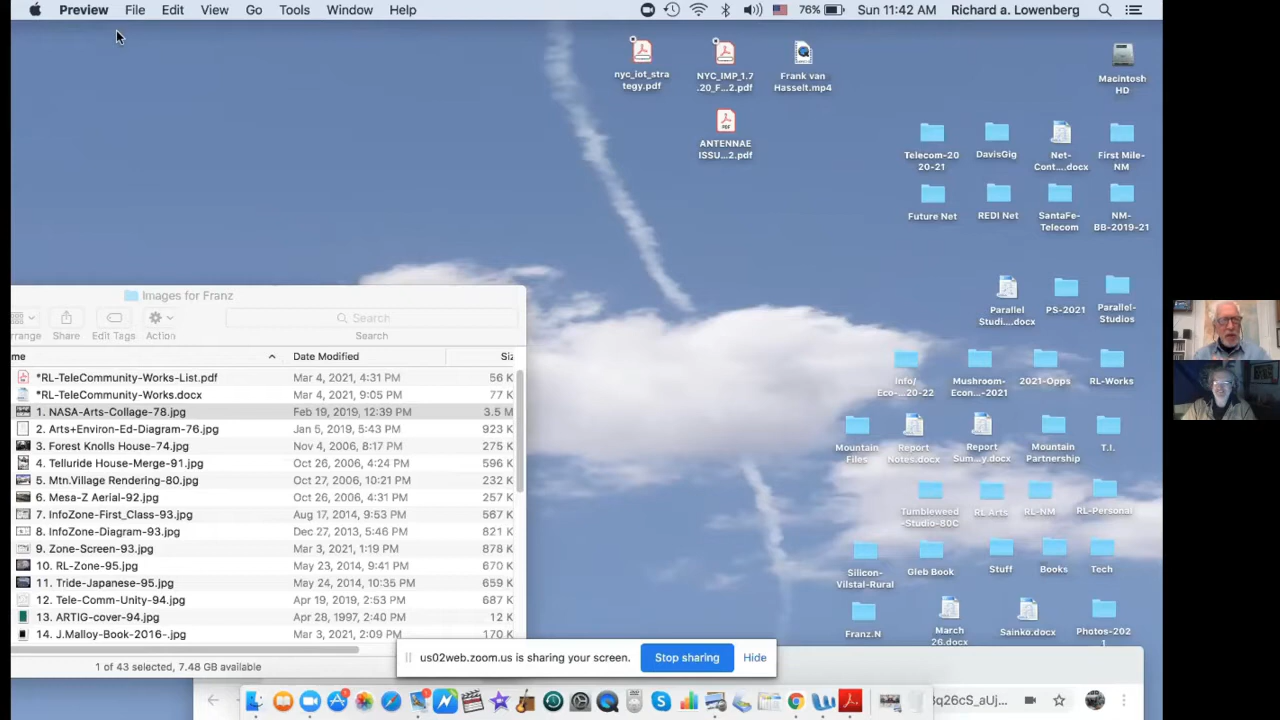 Preview File Edit View Go Tools Window Help 76% Sun 11:42 AM Richard a. Lowenberg
nyc_iot_stra
tegy.pdf
NYC_IMP_1.7
.20_F...2.pdf
Frank van
Hasselt.mp4
Macintosh
HD
ANTENNAE
ISSU...2.pdf
Telecom-20
20-21
DavisGig
Net-
Cont....docx
First Mile-
NM
Future Net
REDI Net
SantaFe-
Telecom
NM-
BB-2019-21
Parallel
Studi....docx
PS-2021
Parallel-
Studios
Info/
Eco-...20-22
Mushroom-
Econ...-2021
2021-Opps
RL-Works
Mountain
Files
Report
Notes.docx
Report
Sum...y.docx
Mountain
Partnership
T.I.
Tumbleweed
-Studio-80C
RL Arts
RL-NM
RL-Personal
Silicon-
Vilstal-Rural
Gleb Book
Stuff
Books
Tech
Franz.N
March
26.docx
Sainko.docx
Photos-202
1
Images for Franz
Search
range Share Edit Tags Action Search
me Date Modified Siz
*RL-TeleCommunity-Works-List.pdf Mar 4, 2021, 4:31 PM 56 K
*RL-TeleCommunity-Works.docx Mar 4, 2021, 9:05 PM 77 K
1. NASA-Arts-Collage-78.jpg Feb 19, 2019, 12:39 PM 3.5 M
2. Arts+Environ-Ed-Diagram-76.jpg Jan 5, 2019, 5:43 PM 923 K
3. Forest Knolls House-74.jpg Nov 4, 2006, 8:17 PM 275 K
4. Telluride House-Merge-91.jpg Oct 26, 2006, 4:24 PM 596 K
5. Mtn.Village Rendering-80.jpg Oct 27, 2006, 10:21 PM 232 K
6. Mesa-Z Aerial-92.jpg Oct 26, 2006, 4:31 PM 257 K
7. InfoZone-First_Class-93.jpg Aug 17, 2014, 9:53 PM 567 K
8. InfoZone-Diagram-93.jpg Dec 27, 2013, 5:46 PM 123 K
9. Zone-Screen-93.jpg Mar 3, 2021, 1:19 PM 878 K
10. RL-Zone-95.jpg May 23, 2014, 9:41 PM 670 K
11. Tride-Japanese-95.jpg May 24, 2014, 10:35 PM 659 K
12. Tele-Comm-Unity-94.jpg Apr 19, 2019, 2:53 PM 687 K
13. ARTIG-cover-94.jpg Apr 28, 1997, 2:40 PM 12 K
14. J.Malloy-Book-2016-.jpg Mar 3, 2021, 2:09 PM 170 K
1 of 43 selected, 7.48 GB available
us02web.zoom.us is sharing your screen. Stop sharing Hide
q26cS_aUj...